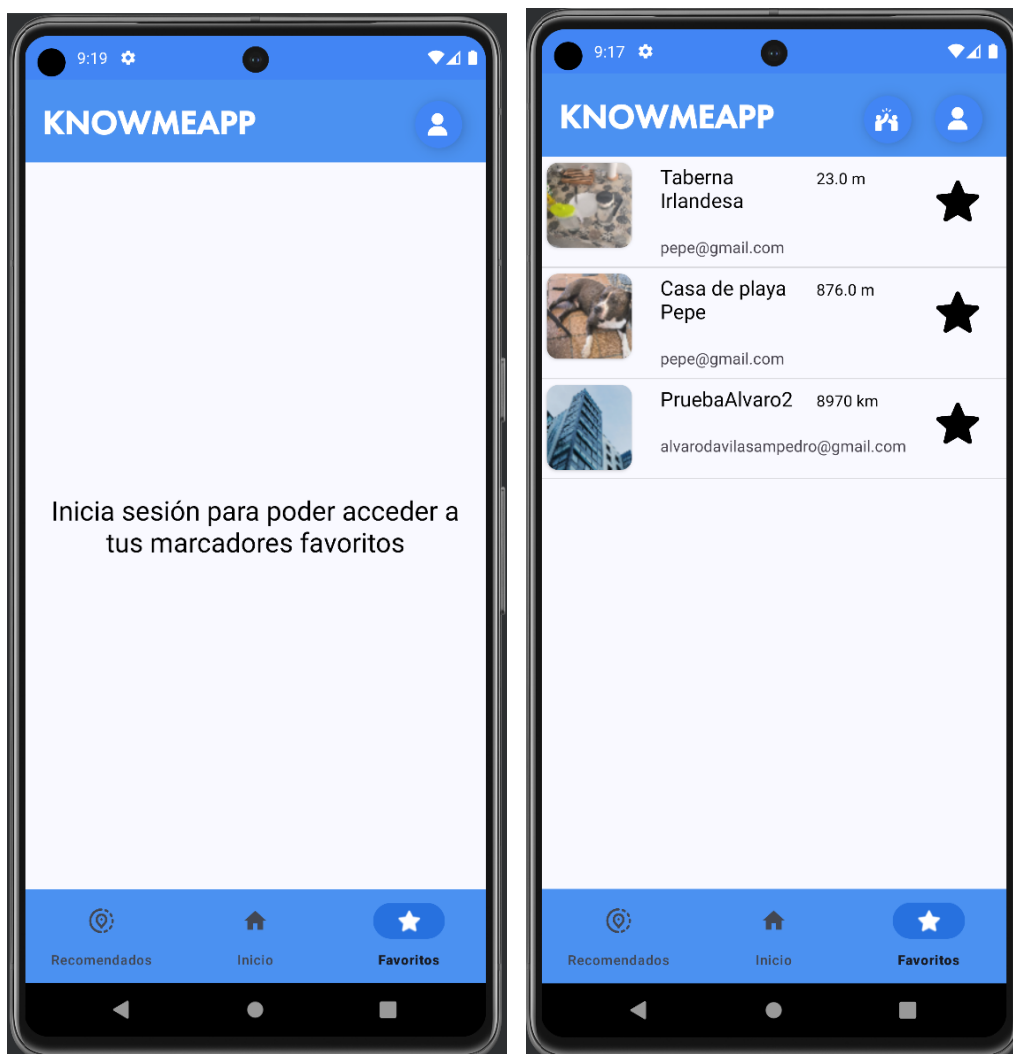 9:19
KNOWMEAPP
Inicia sesión para poder acceder a
tus marcadores favoritos
Recomendados
Inicio
Favoritos
9:17
KNOWMEAPP
Taberna
Irlandesa
23.0 m
pepe@gmail.com
Casa de playa
Pepe
876.0 m
pepe@gmail.com
PruebaAlvaro2
8970 km
alvarodavilasampedro@gmail.com
Recomendados
Inicio
Favoritos